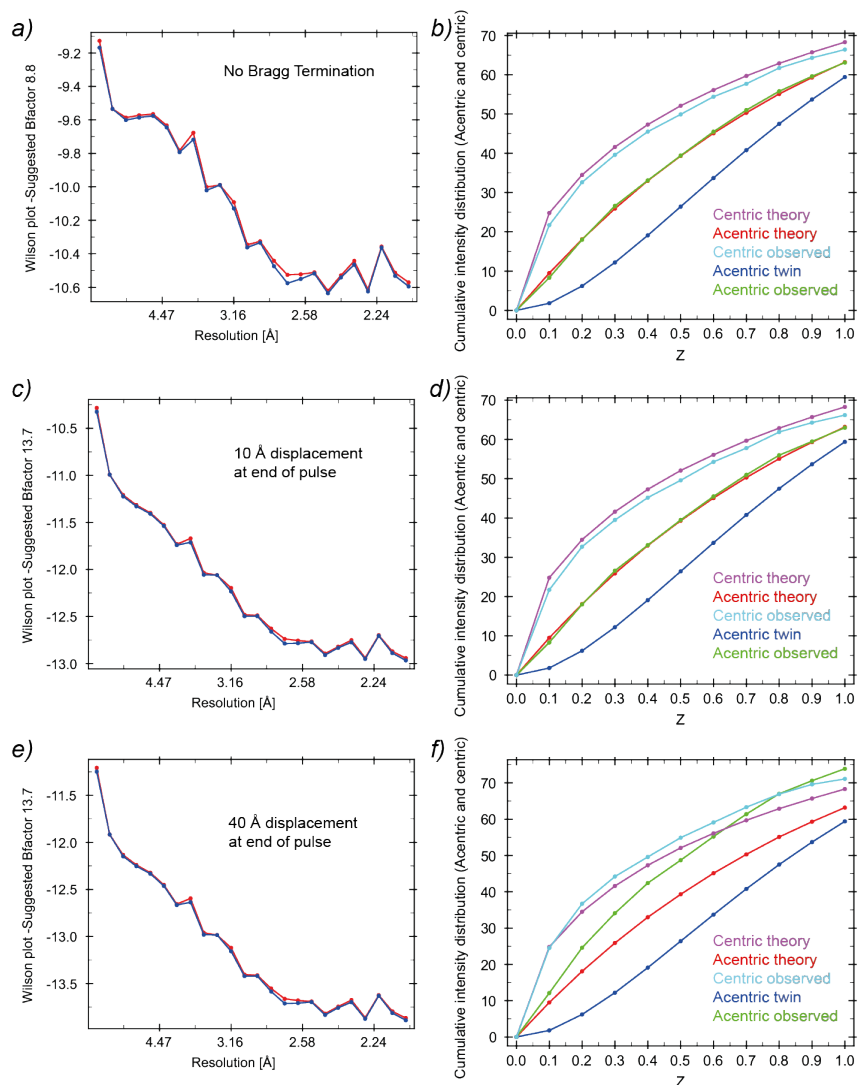 a)
Wilson plot -Suggested Bfactor 8.8
-9.2
-9.4
-9.6
-9.8
-10.0
-10.2
-10.4
-10.6
No Bragg Termination
4.47 3.16 2.58 2.24
Resolution [Å]
b)
Cumulative intensity distribution (Acentric and centric)
70
60
50
40
30
20
10
0
Centric theory
Acentric theory
Centric observed
Acentric twin
Acentric observed
0.0 0.1 0.2 0.3 0.4 0.5 0.6 0.7 0.8 0.9 1.0
Z
c)
Wilson plot -Suggested Bfactor 13.7
-10.5
-11.0
-11.5
-12.0
-12.5
-13.0
10 Å displacement
at end of pulse
4.47 3.16 2.58 2.24
Resolution [Å]
d)
Cumulative intensity distribution (Acentric and centric)
70
60
50
40
30
20
10
0
Centric theory
Acentric theory
Centric observed
Acentric twin
Acentric observed
0.0 0.1 0.2 0.3 0.4 0.5 0.6 0.7 0.8 0.9 1.0
Z
e)
Wilson plot -Suggested Bfactor 13.7
-11.5
-12.0
-12.5
-13.0
-13.5
40 Å displacement
at end of pulse
4.47 3.16 2.58 2.24
Resolution [Å]
f)
Cumulative intensity distribution (Acentric and centric)
70
60
50
40
30
20
10
0
Centric theory
Acentric theory
Centric observed
Acentric twin
Acentric observed
0.0 0.1 0.2 0.3 0.4 0.5 0.6 0.7 0.8 0.9 1.0
Z